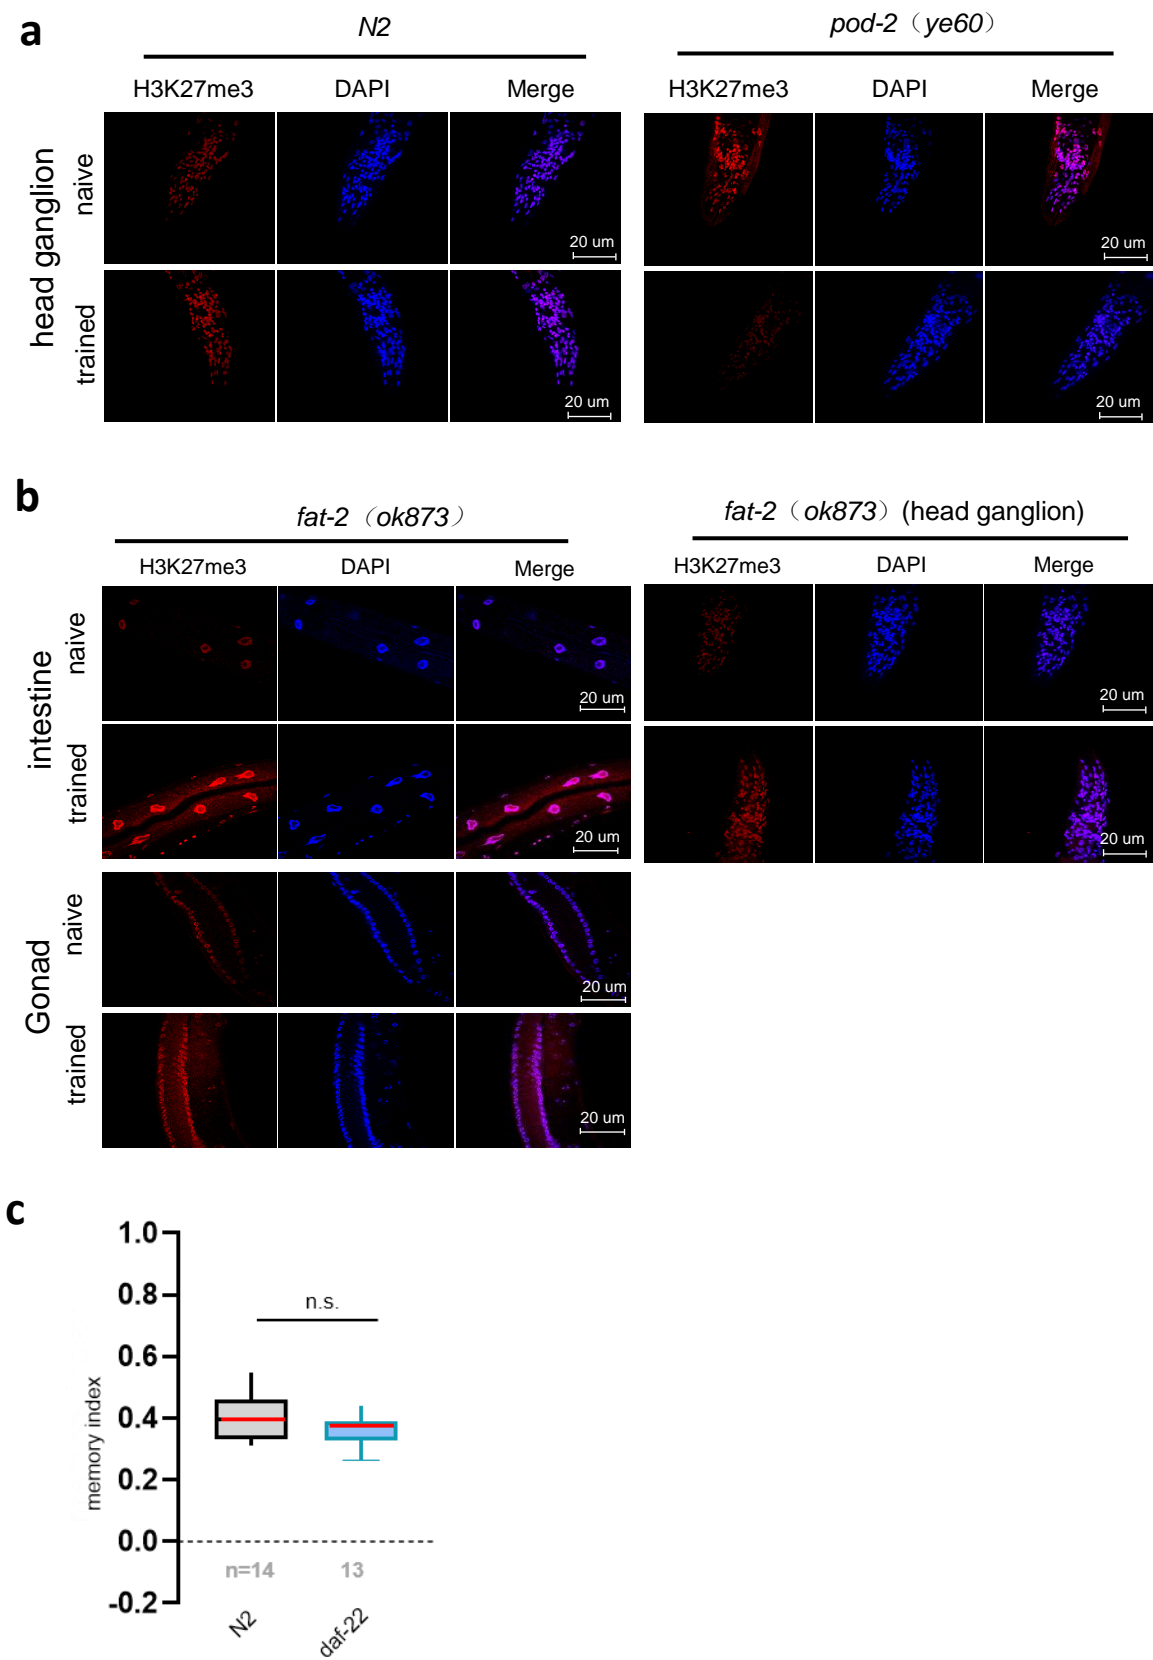 a
N2
pod-2（ye60）
H3K27me3 DAPI Merge
H3K27me3 DAPI Merge
head ganglion
naive
20 um
20 um
trained
20 um
20 um
b
fat-2（ok873）
fat-2（ok873）(head ganglion)
H3K27me3 DAPI Merge
H3K27me3 DAPI Merge
intestine
naive
20 um
20 um
trained
20 um
20 um
Gonad
naive
20 um
trained
20 um
c
memory index
1.0
0.8
0.6
0.4
0.2
0.0
-0.2
n.s.
n=14 13
N2 daf-22